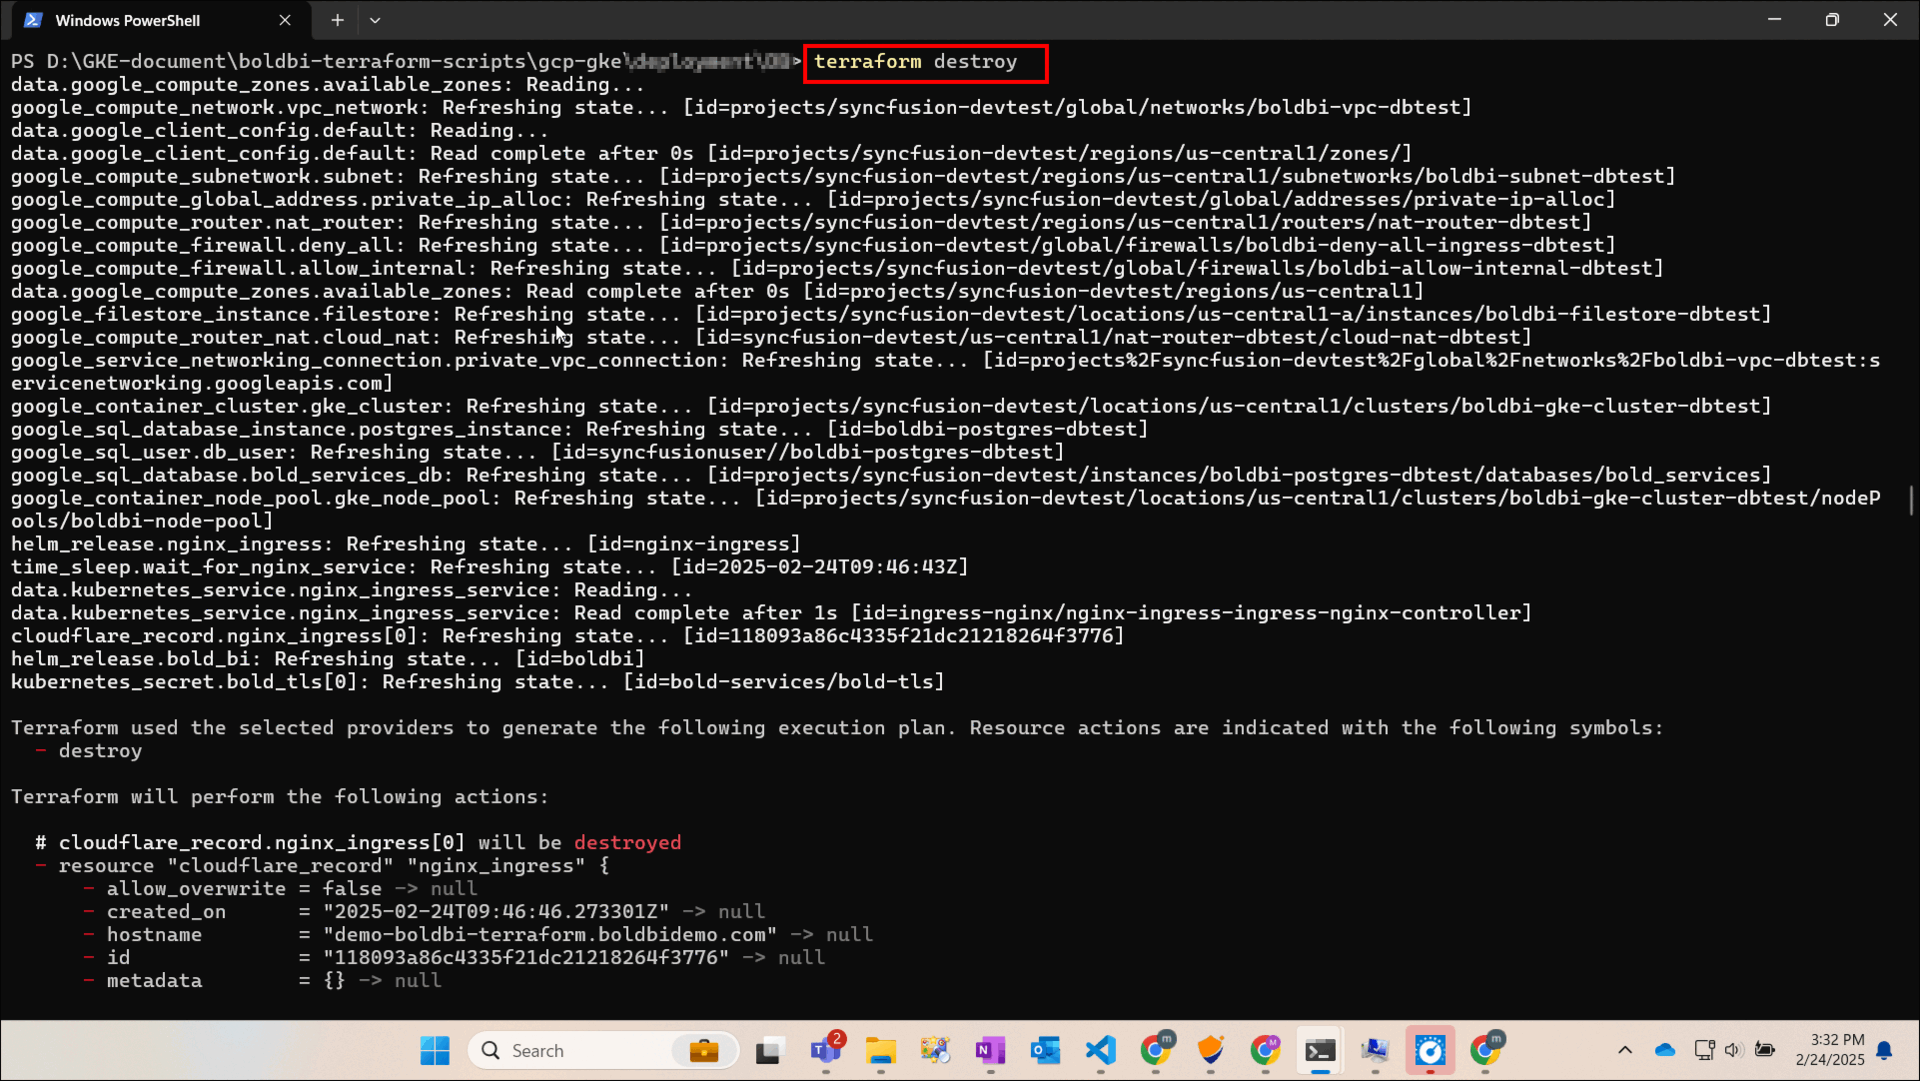 Windows PowerShell
PS D:\GKE-document\boldbi-terraform-scripts\gcp-gke > terraform destroy
data.google_compute_zones.available_zones: Reading...
google_compute_network.vpc_network: Refreshing state... [id=projects/syncfusion-devtest/global/networks/boldbi-vpc-dbtest]
data.google_client_config.default: Reading...
data.google_client_config.default: Read complete after 0s [id=projects/syncfusion-devtest/regions/us-central1/zones/]
google_compute_subnetwork.subnet: Refreshing state... [id=projects/syncfusion-devtest/regions/us-central1/subnetworks/boldbi-subnet-dbtest]
google_compute_global_address.private_ip_alloc: Refreshing state... [id=projects/syncfusion-devtest/global/addresses/private-ip-alloc]
google_compute_router.nat_router: Refreshing state... [id=projects/syncfusion-devtest/regions/us-central1/routers/nat-router-dbtest]
google_compute_firewall.deny_all: Refreshing state... [id=projects/syncfusion-devtest/global/firewalls/boldbi-deny-all-ingress-dbtest]
google_compute_firewall.allow_internal: Refreshing state... [id=projects/syncfusion-devtest/global/firewalls/boldbi-allow-internal-dbtest]
data.google_compute_zones.available_zones: Read complete after 0s [id=projects/syncfusion-devtest/regions/us-central1]
google_filestore_instance.filestore: Refreshing state... [id=projects/syncfusion-devtest/locations/us-central1-a/instances/boldbi-filestore-dbtest]
google_compute_router_nat.cloud_nat: Refreshing state... [id=syncfusion-devtest/us-central1/nat-router-dbtest/cloud-nat-dbtest]
google_service_networking_connection.private_vpc_connection: Refreshing state... [id=projects%2Fsyncfusion-devtest%2Fglobal%2Fnetworks%2Fboldbi-vpc-dbtest:s
ervicenetworking.googleapis.com]
google_container_cluster.gke_cluster: Refreshing state... [id=projects/syncfusion-devtest/locations/us-central1/clusters/boldbi-gke-cluster-dbtest]
google_sql_database_instance.postgres_instance: Refreshing state... [id=boldbi-postgres-dbtest]
google_sql_user.db_user: Refreshing state... [id=syncfusionuser//boldbi-postgres-dbtest]
google_sql_database.bold_services_db: Refreshing state... [id=projects/syncfusion-devtest/instances/boldbi-postgres-dbtest/databases/bold_services]
google_container_node_pool.gke_node_pool: Refreshing state... [id=projects/syncfusion-devtest/locations/us-central1/clusters/boldbi-gke-cluster-dbtest/nodeP
ools/boldbi-node-pool]
helm_release.nginx_ingress: Refreshing state... [id=nginx-ingress]
time_sleep.wait_for_nginx_service: Refreshing state... [id=2025-02-24T09:46:43Z]
data.kubernetes_service.nginx_ingress_service: Reading...
data.kubernetes_service.nginx_ingress_service: Read complete after 1s [id=ingress-nginx/nginx-ingress-ingress-nginx-controller]
cloudflare_record.nginx_ingress[0]: Refreshing state... [id=118093a86c4335f21dc21218264f3776]
helm_release.bold_bi: Refreshing state... [id=boldbi]
kubernetes_secret.bold_tls[0]: Refreshing state... [id=bold-services/bold-tls]
Terraform used the selected providers to generate the following execution plan. Resource actions are indicated with the following symbols:
- destroy
Terraform will perform the following actions:
# cloudflare_record.nginx_ingress[0] will be destroyed
- resource "cloudflare_record" "nginx_ingress" {
- allow_overwrite = false -> null
- created_on = "2025-02-24T09:46:46.273301Z" -> null
- hostname = "demo-boldbi-terraform.boldbidemo.com" -> null
- id = "118093a86c4335f21dc21218264f3776" -> null
- metadata = {} -> null
Search
2
3:32 PM
2/24/2025